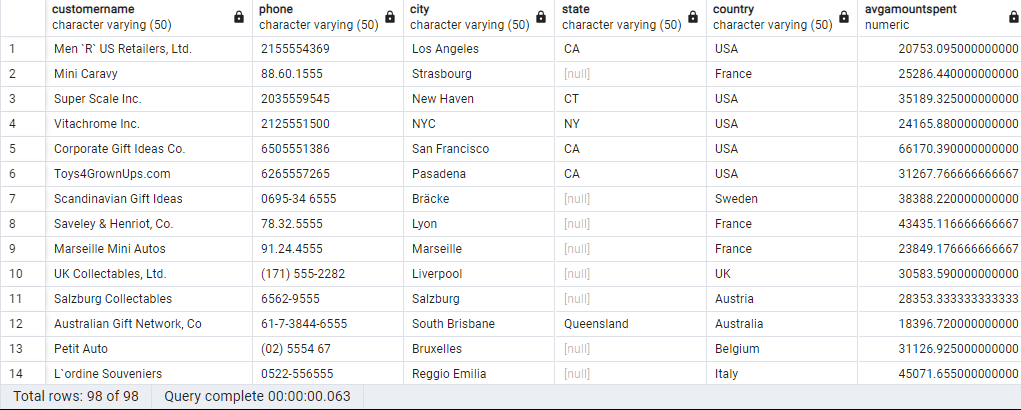 customername phone city state country avgamountspent
character varying (50) character varying (50) character varying (50) character varying (50) character varying (50) numeric
1 Men `R` US Retailers, Ltd. 2155554369 Los Angeles CA USA 20753.095000000000
2 Mini Caravy 88.60.1555 Strasbourg [null] France 25286.440000000000
3 Super Scale Inc. 2035559545 New Haven CT USA 35189.325000000000
4 Vitachrome Inc. 2125551500 NYC NY USA 24165.880000000000
5 Corporate Gift Ideas Co. 6505551386 San Francisco CA USA 66170.390000000000
6 Toys4GrownUps.com 6265557265 Pasadena CA USA 31267.766666666667
7 Scandinavian Gift Ideas 0695-34 6555 Bräcke [null] Sweden 38388.220000000000
8 Saveley & Henriot, Co. 78.32.5555 Lyon [null] France 43435.116666666667
9 Marseille Mini Autos 91.24.4555 Marseille [null] France 23849.176666666667
10 UK Collectables, Ltd. (171) 555-2282 Liverpool [null] UK 30583.590000000000
11 Salzburg Collectables 6562-9555 Salzburg [null] Austria 28353.333333333333
12 Australian Gift Network, Co 61-7-3844-6555 South Brisbane Queensland Australia 18396.720000000000
13 Petit Auto (02) 5554 67 Bruxelles [null] Belgium 31126.925000000000
14 L`ordine Souveniers 0522-556555 Reggio Emilia [null] Italy 45071.655000000000
Total rows: 98 of 98 Query complete 00:00:00.063